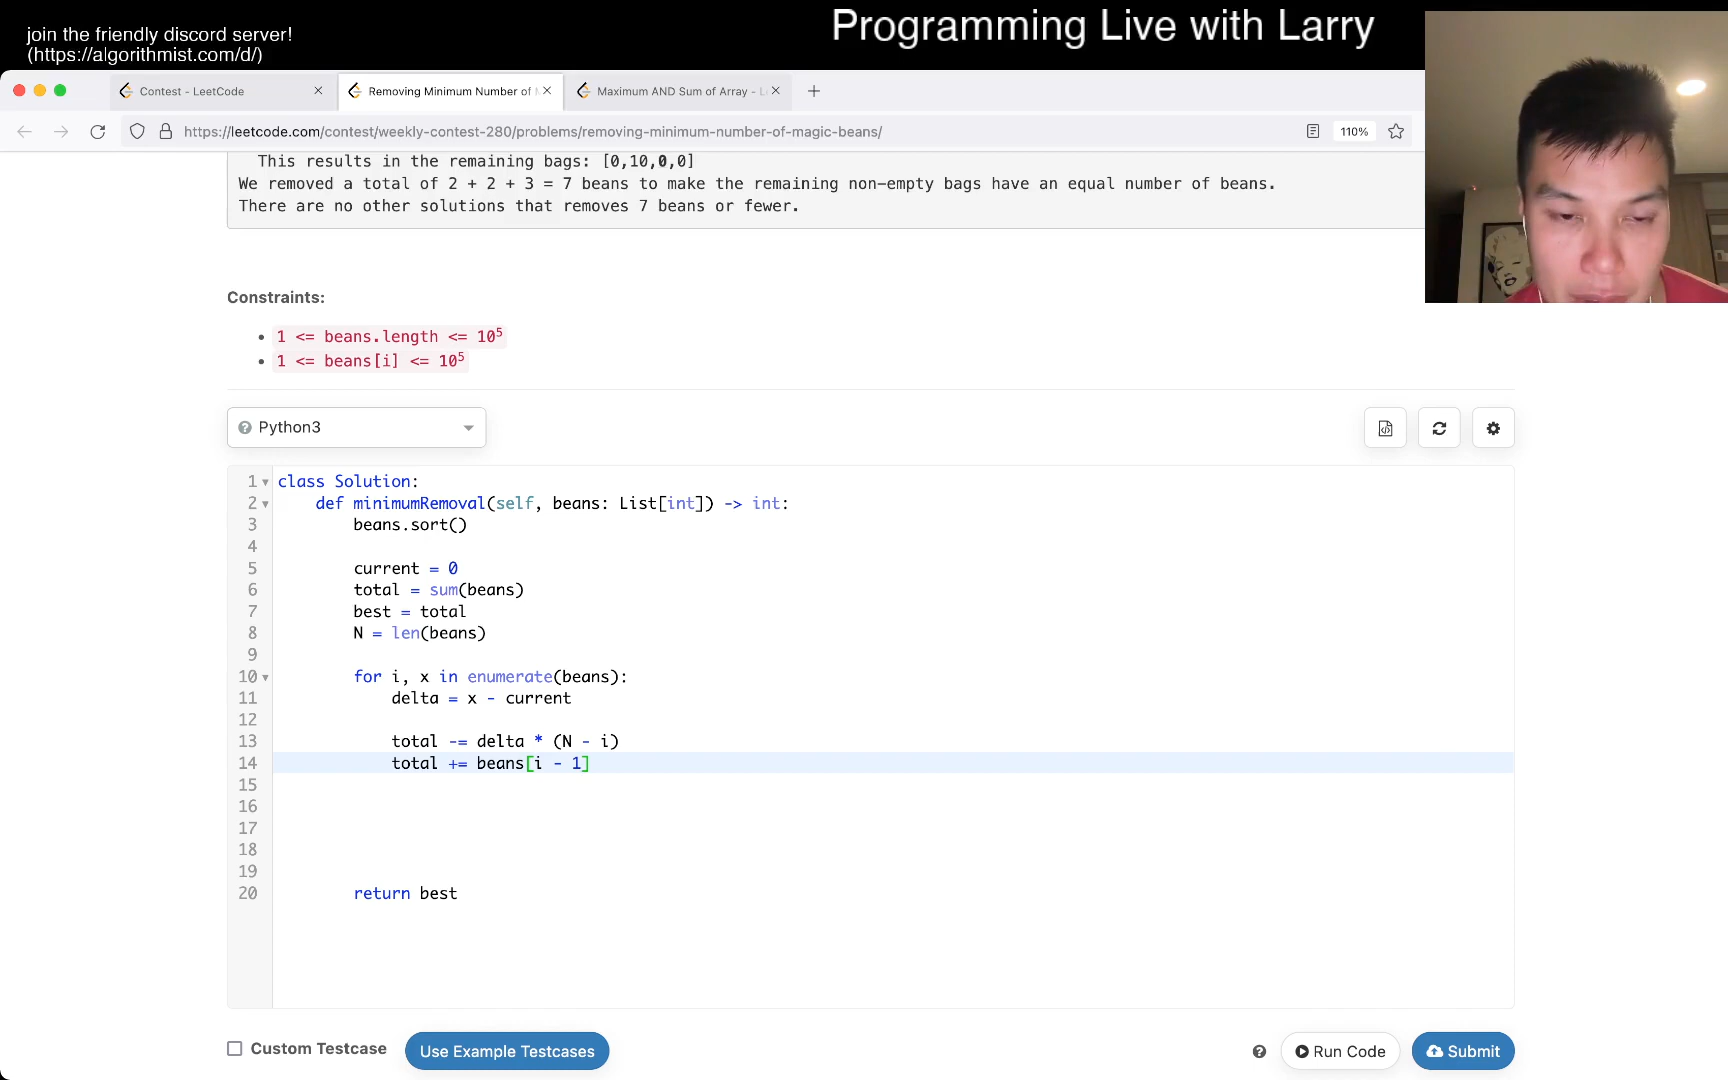 join the friendly discord server!
(https://algorithmist.com/d/)
Programming Live with Larry
Contest - LeetCode
Removing Minimum Number of M
Maximum AND Sum of Array - L
https://leetcode.com/contest/weekly-contest-280/problems/removing-minimum-number-of-magic-beans/
110%
This results in the remaining bags: [0,10,0,0]
We removed a total of 2 + 2 + 3 = 7 beans to make the remaining non-empty bags have an equal number of beans.
There are no other solutions that removes 7 beans or fewer.
Constraints:
1 <= beans.length <= 10⁵
1 <= beans[i] <= 10⁵
Python3
1 class Solution:
2     def minimumRemoval(self, beans: List[int]) -> int:
3         beans.sort()
4
5         current = 0
6         total = sum(beans)
7         best = total
8         N = len(beans)
9
10         for i, x in enumerate(beans):
11             delta = x - current
12
13             total -= delta * (N - i)
14             total += beans[i - 1]
15
16
17
18
19
20         return best
Custom Testcase
Use Example Testcases
Run Code
Submit